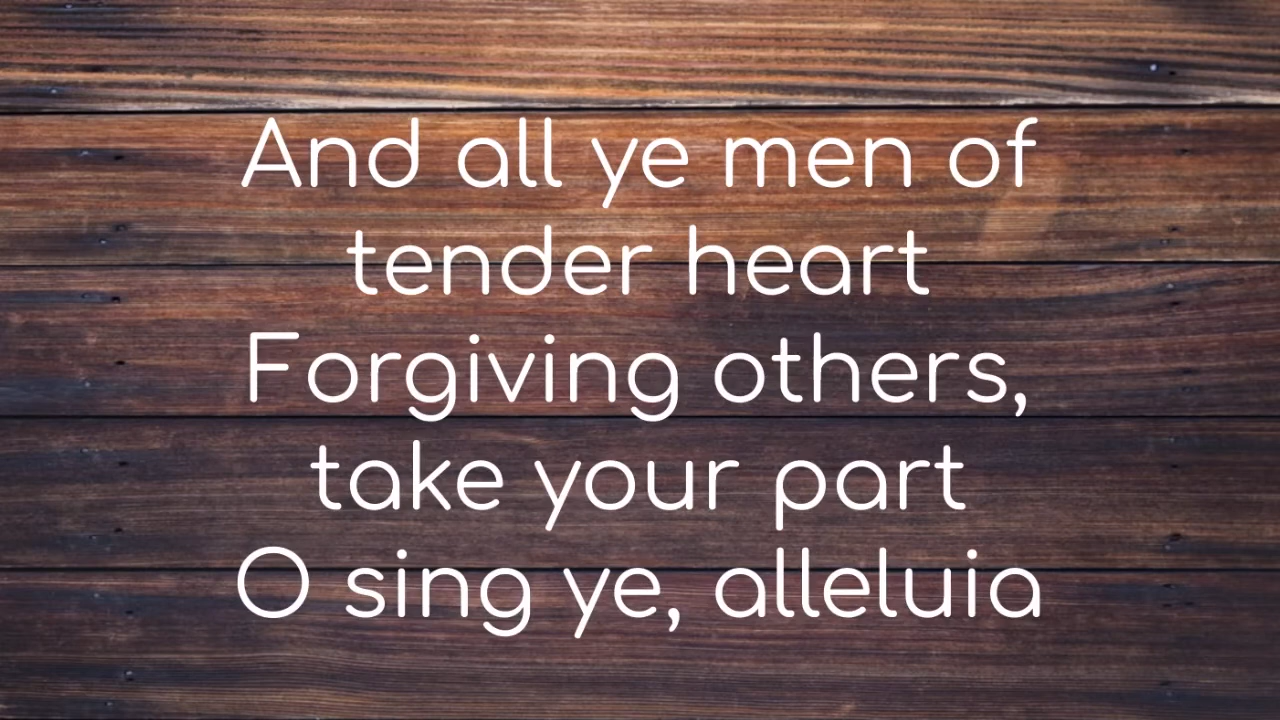 And all ye men of
tender heart
Forgiving others,
take your part
O sing ye, alleluia